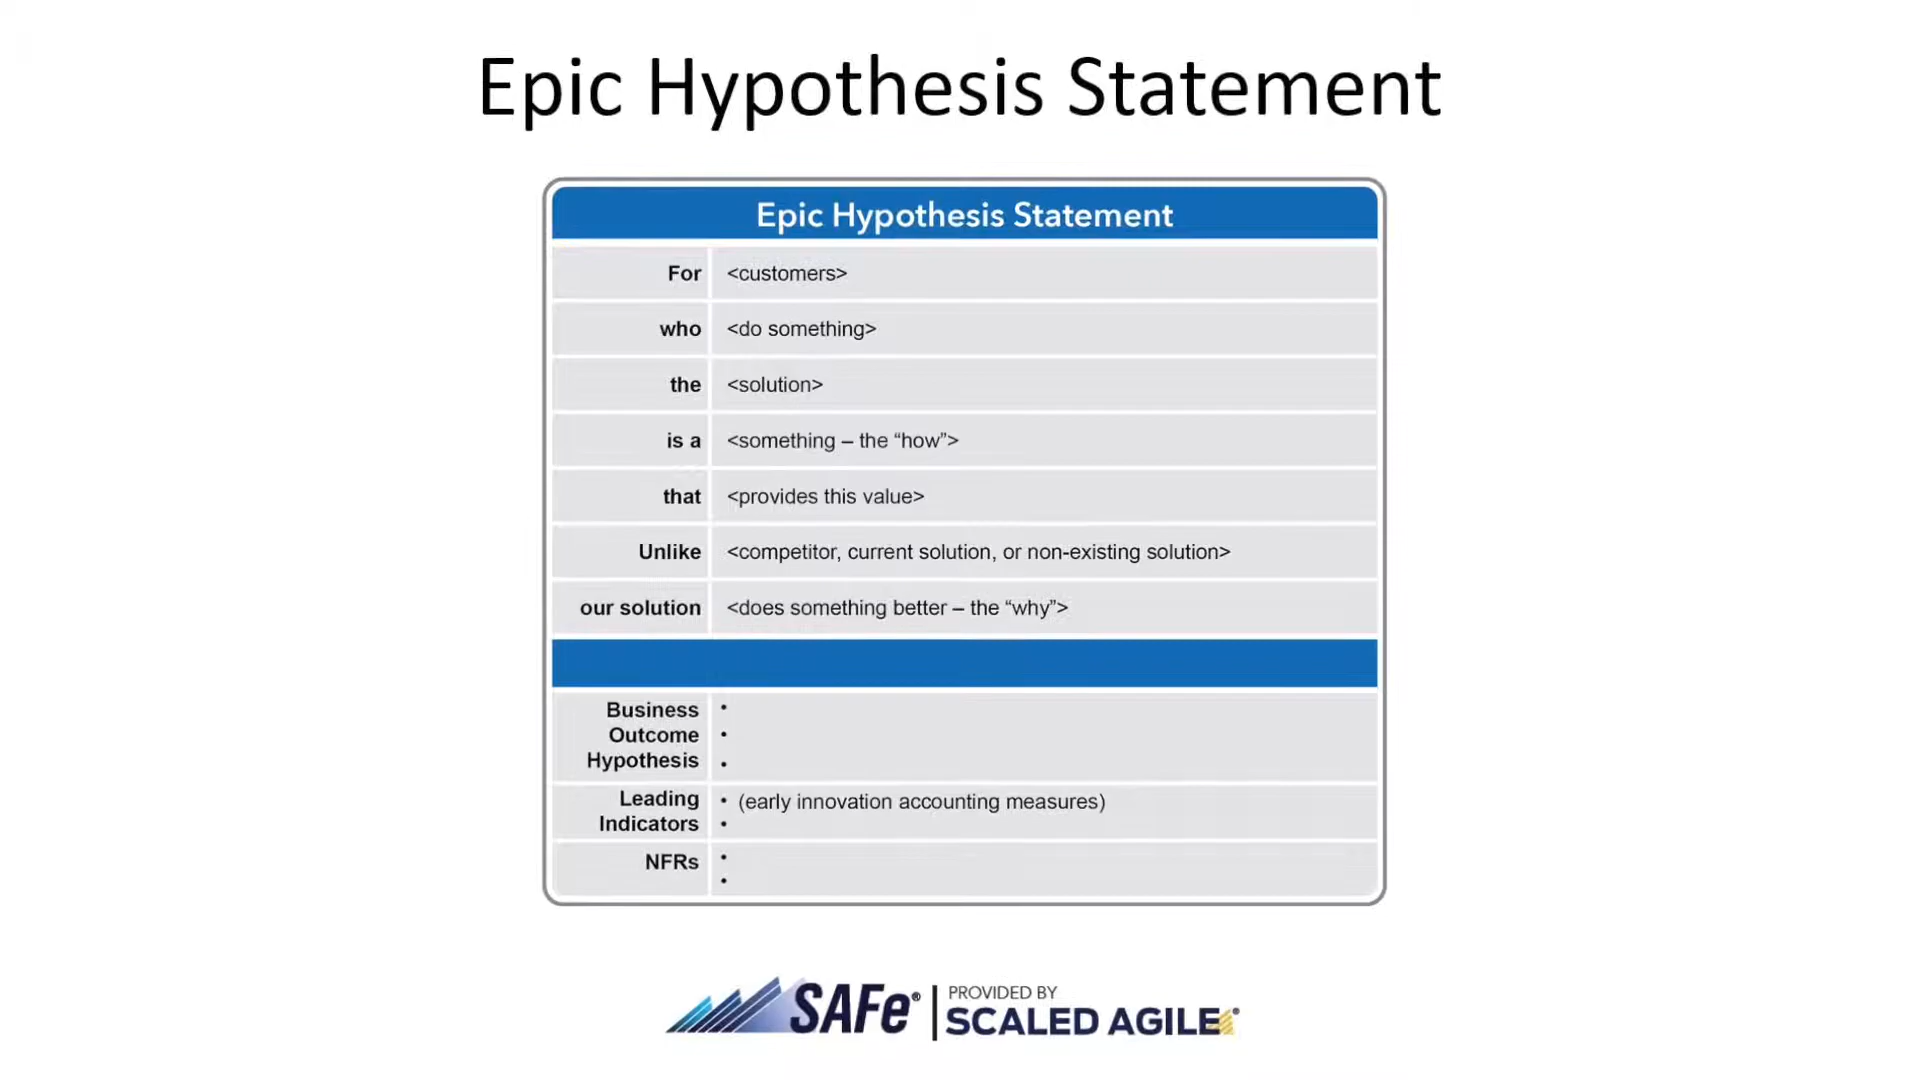 Epic Hypothesis Statement
Epic Hypothesis Statement
For <customers>
who <do something>
the <solution>
is a <something – the “how”>
that <provides this value>
Unlike <competitor, current solution, or non-existing solution>
our solution <does something better – the “why”>
Business •
Outcome •
Hypothesis •
Leading • (early innovation accounting measures)
Indicators •
NFRs •
•
SAFe® | PROVIDED BY
SCALED AGILE®